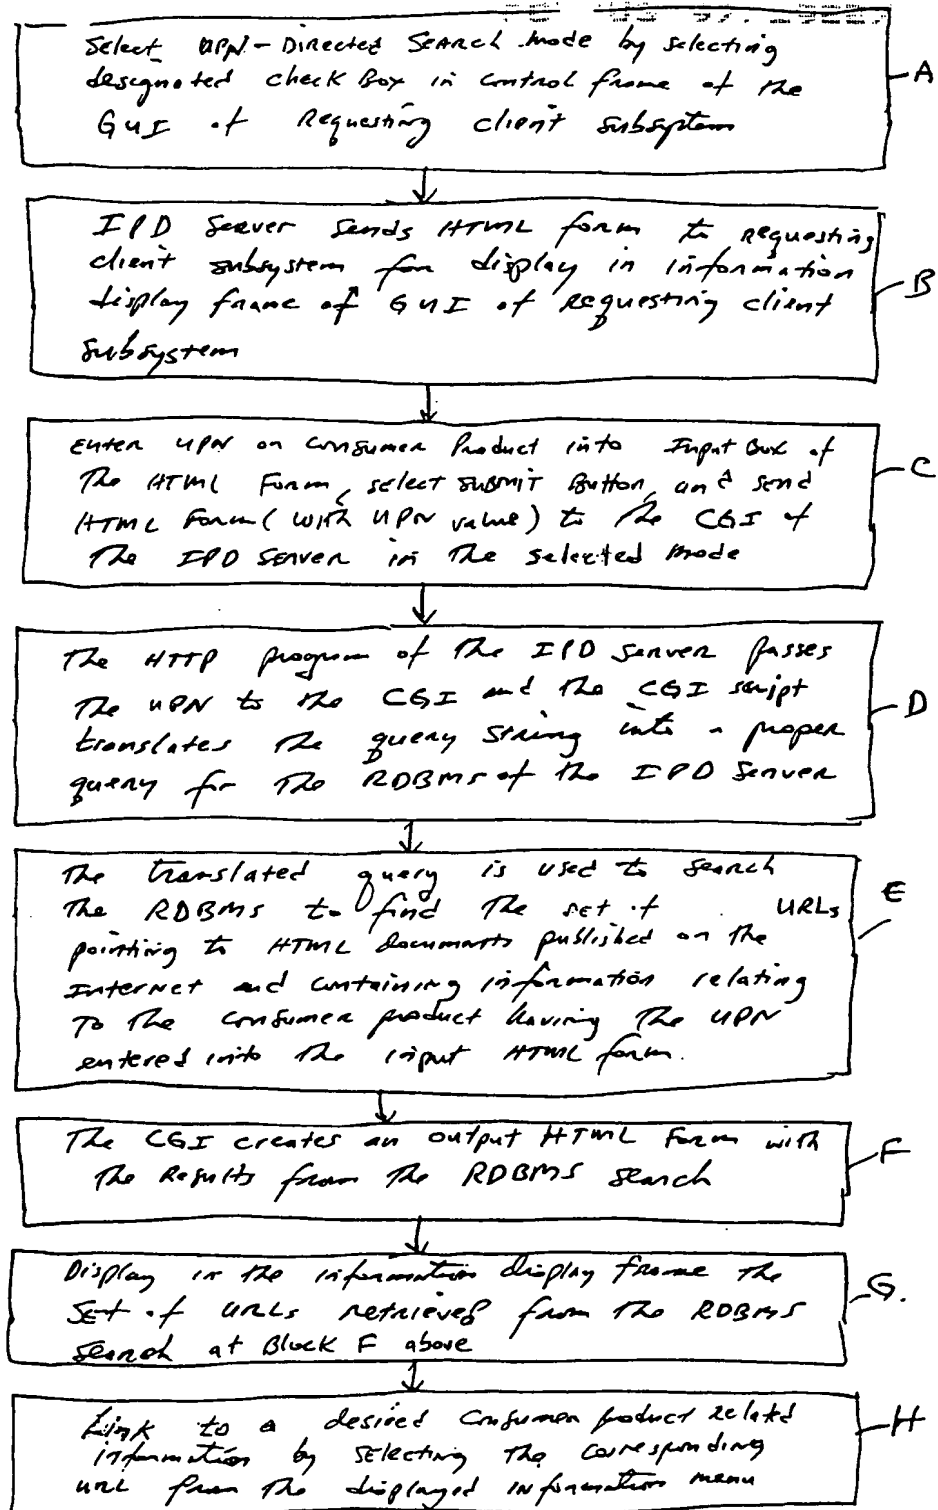 Select UPN-Directed Search mode by selecting
designated check Box in control frame of the
GUI of Requesting client subsystem
A
IPD Server sends HTML form to requesting
client subsystem for display in information
display frame of GUI of requesting client
subsystem
B
Enter UPN on consumer Product into Input Box of
The HTML Form, select SUBMIT Button, and send
HTML Form (with UPN value) to the CGI of
The IPD Server in the selected mode
C
The HTTP program of the IPD Server passes
The UPN to the CGI and the CGI script
translates the query string into a proper
query for the RDBMS of the IPD Server
D
The translated query is used to search
the RDBMS to find the set of URLs
pointing to HTML documents published on the
Internet and containing information relating
To the consumer product having the UPN
entered into the input HTML form.
E
The CGI creates an output HTML Form with
the Results from the RDBMS search
F
Display in the information display frame the
Set of URLs retrieved from the RDBMS
search at Block F above
G.
Link to a desired consumer product related
information by selecting the corresponding
URL from the displayed information menu
H